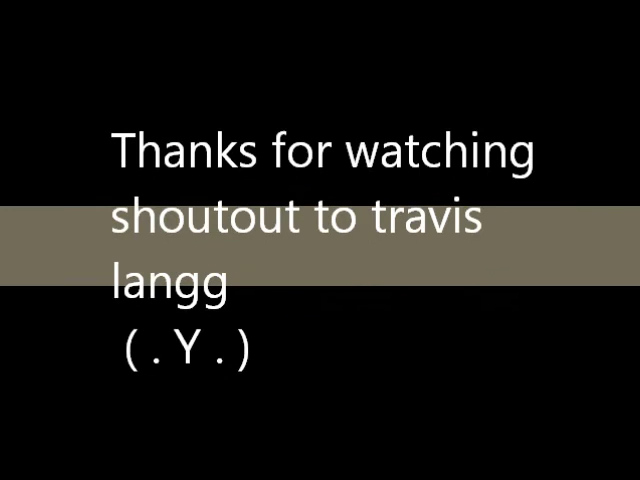 Thanks for watching
shoutout to travis
langg
( . Y . )